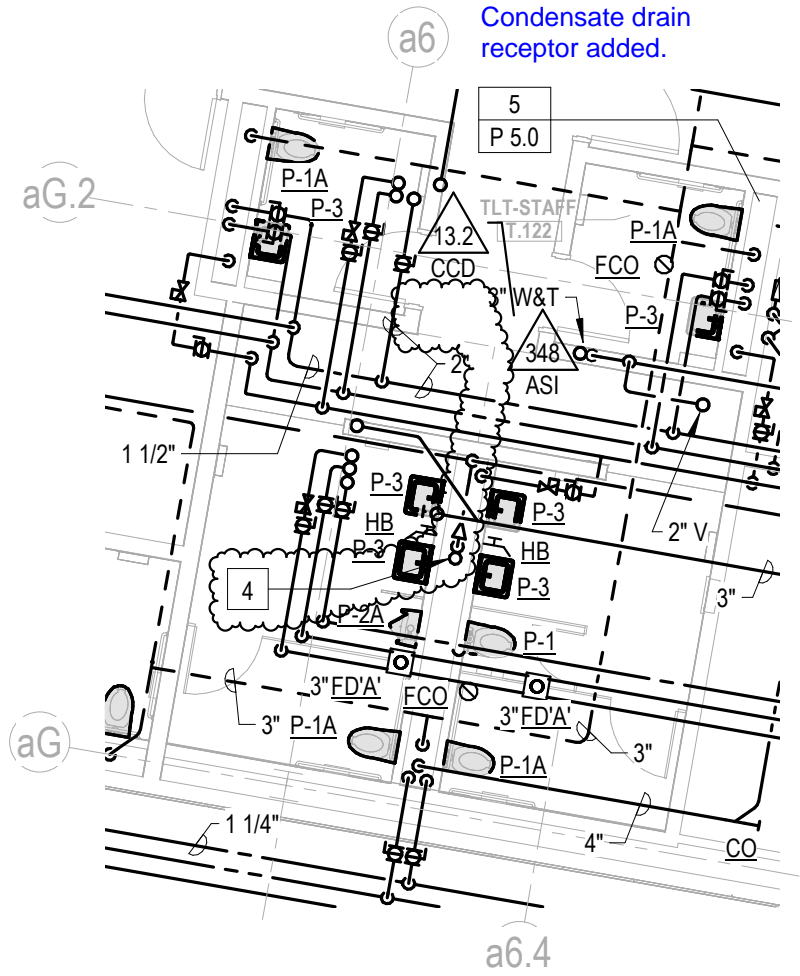 Condensate drain
receptor added.
a6
5
P 5.0
aG.2
P-1A
P-3
13.2
CCD
TLT-STAFF
T.122
P-1A
FCO
" W&T
P-3
348
ASI
2"
1 1/2"
P-3
P-3
2" V
HB
HB
P-3
P-3
3"
4
P-2A
P-1
3"FD'A'
FCO
3"FD'A'
3"
P-1A
3"
aG
P-1A
1 1/4"
4"
CO
a6.4